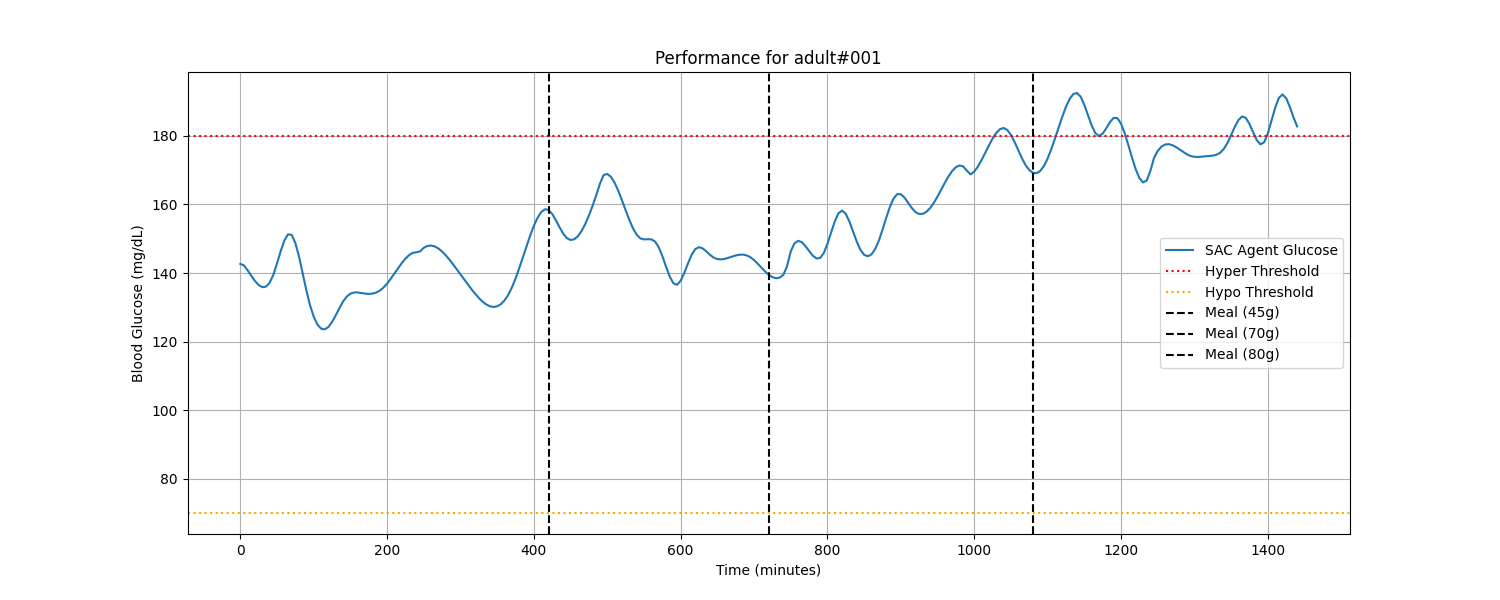 Performance for adult#001
Blood Glucose (mg/dL)
180
160
140
120
100
80
SAC Agent Glucose
Hyper Threshold
Hypo Threshold
Meal (45g)
Meal (70g)
Meal (80g)
0 200 400 600 800 1000 1200 1400
Time (minutes)